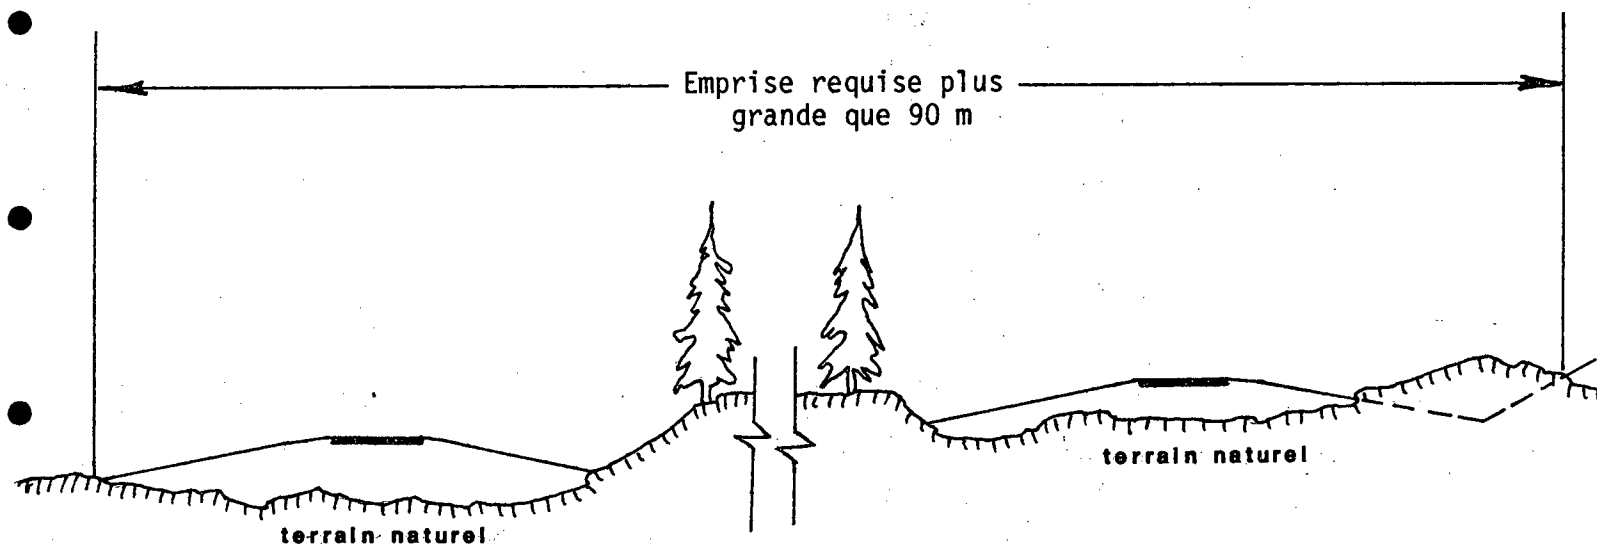 Emprise requise plus
grande que 90 m
terrain naturel
terrain naturel